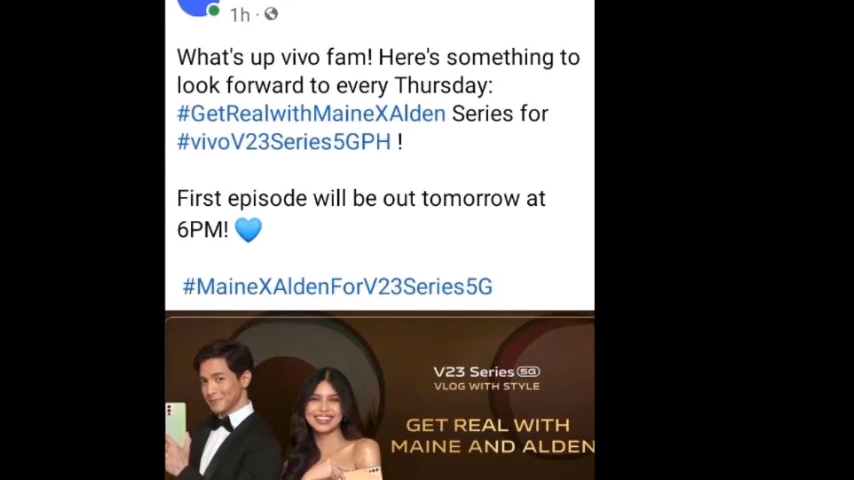 1h ·
What's up vivo fam! Here's something to
look forward to every Thursday:
#GetRealwithMaineXAlden Series for
#vivoV23Series5GPH !
First episode will be out tomorrow at
6PM! 💙
#MaineXAldenForV23Series5G
V23 Series 5G
VLOG WITH STYLE
GET REAL WITH
MAINE AND ALDEN